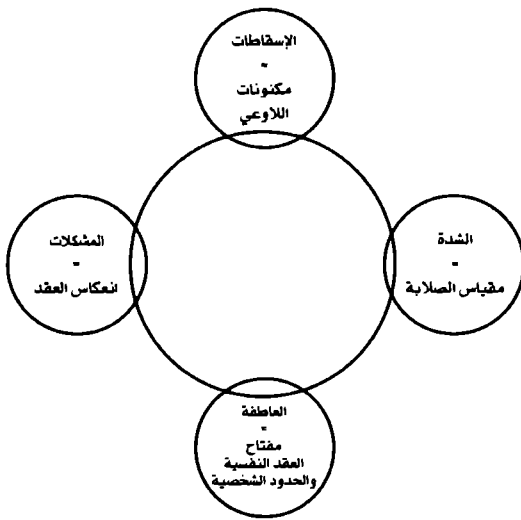 الإسقاطات
=
مكنونات
اللاوعي
الشدة
=
مقياس الصلابة
المشكلات
=
انعكاس العقد
العاطفة
=
مفتاح
العقد النفسية
والحدود الشخصية